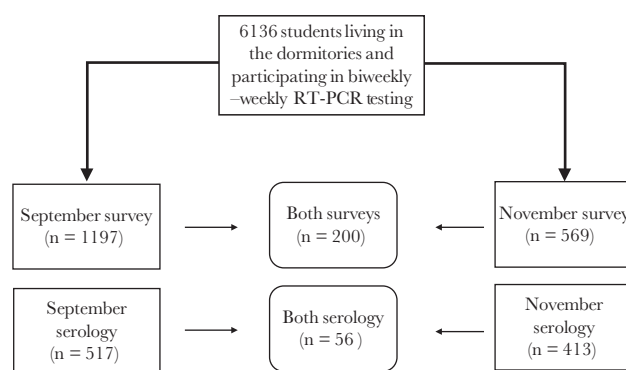 6136 students living in
the dormitories and
participating in biweekly
–weekly RT-PCR testing
September survey
(n = 1197)
Both surveys
(n = 200)
November survey
(n = 569)
September
serology
(n = 517)
Both serology
(n = 56 )
November
serology
(n = 413)